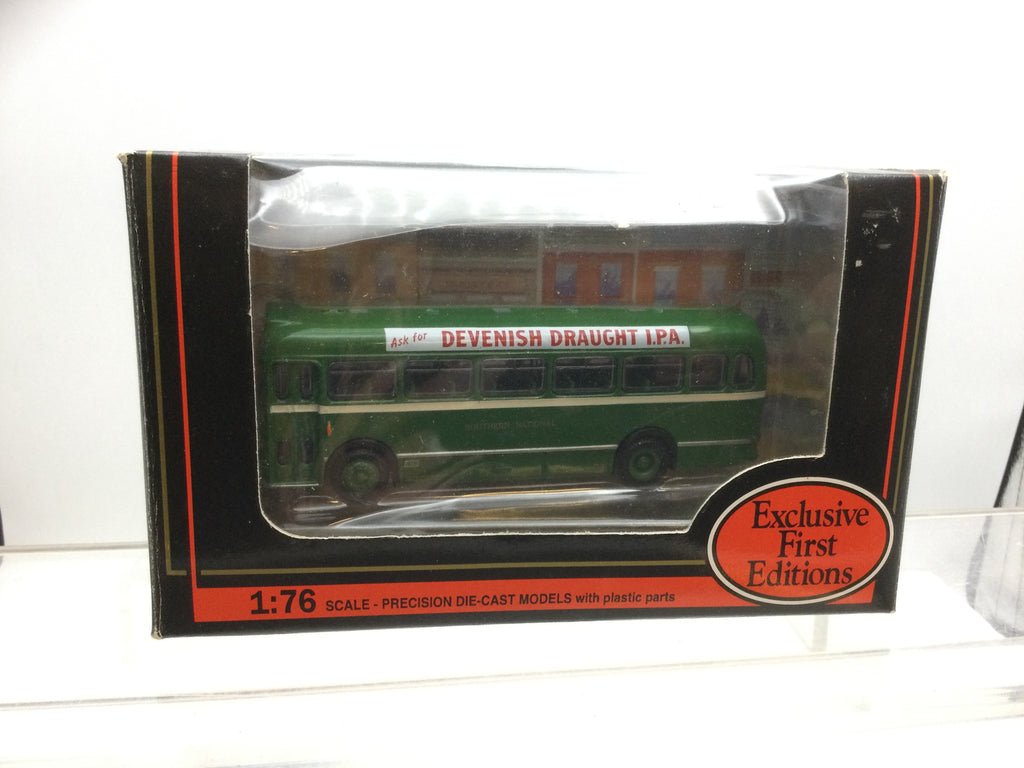 Ask for DEVENISH DRAUGHT I.P.A.
SOUTHERN NATIONAL
Exclusive
First
Editions
1:76 SCALE - PRECISION DIE-CAST MODELS with plastic parts